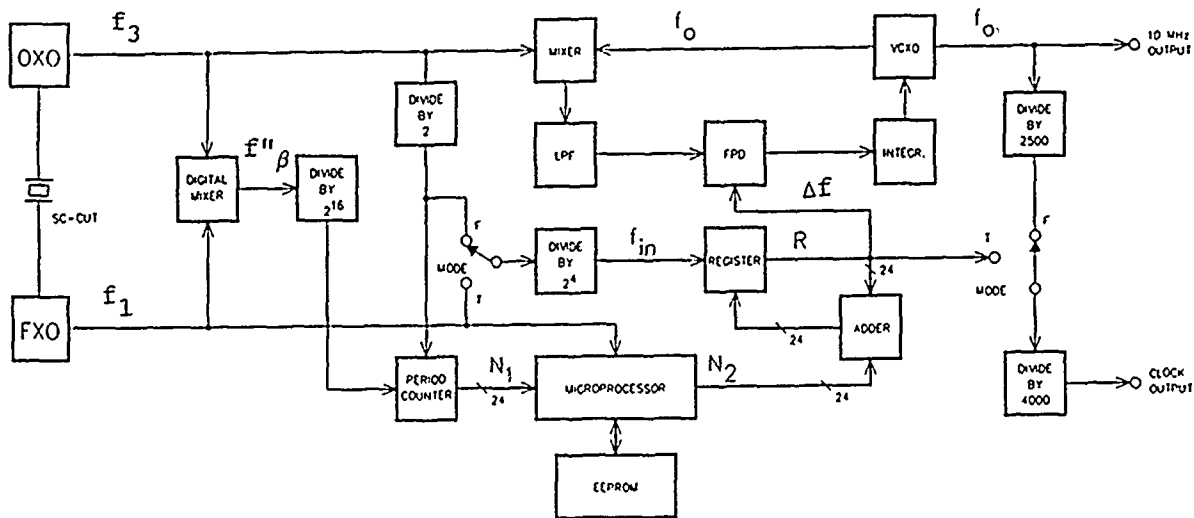 f3
fo
fo,
OXO
MIXER
VCXO
10 MHz
OUTPUT
DIVIDE
BY
2
DIVIDE
BY
2500
LPF
FPD
INTEGR.
DIGITAL
MIXER
f"β
DIVIDE
BY
2^16
SC-CUT
Δf
F
MODE
T
DIVIDE
BY
2^4
fin
REGISTER
R
24
T
F
MODE
FXO
f1
24
ADDER
PERIOD
COUNTER
N1
24
MICROPROCESSOR
N2
24
DIVIDE
BY
4000
CLOCK
OUTPUT
EEPROM